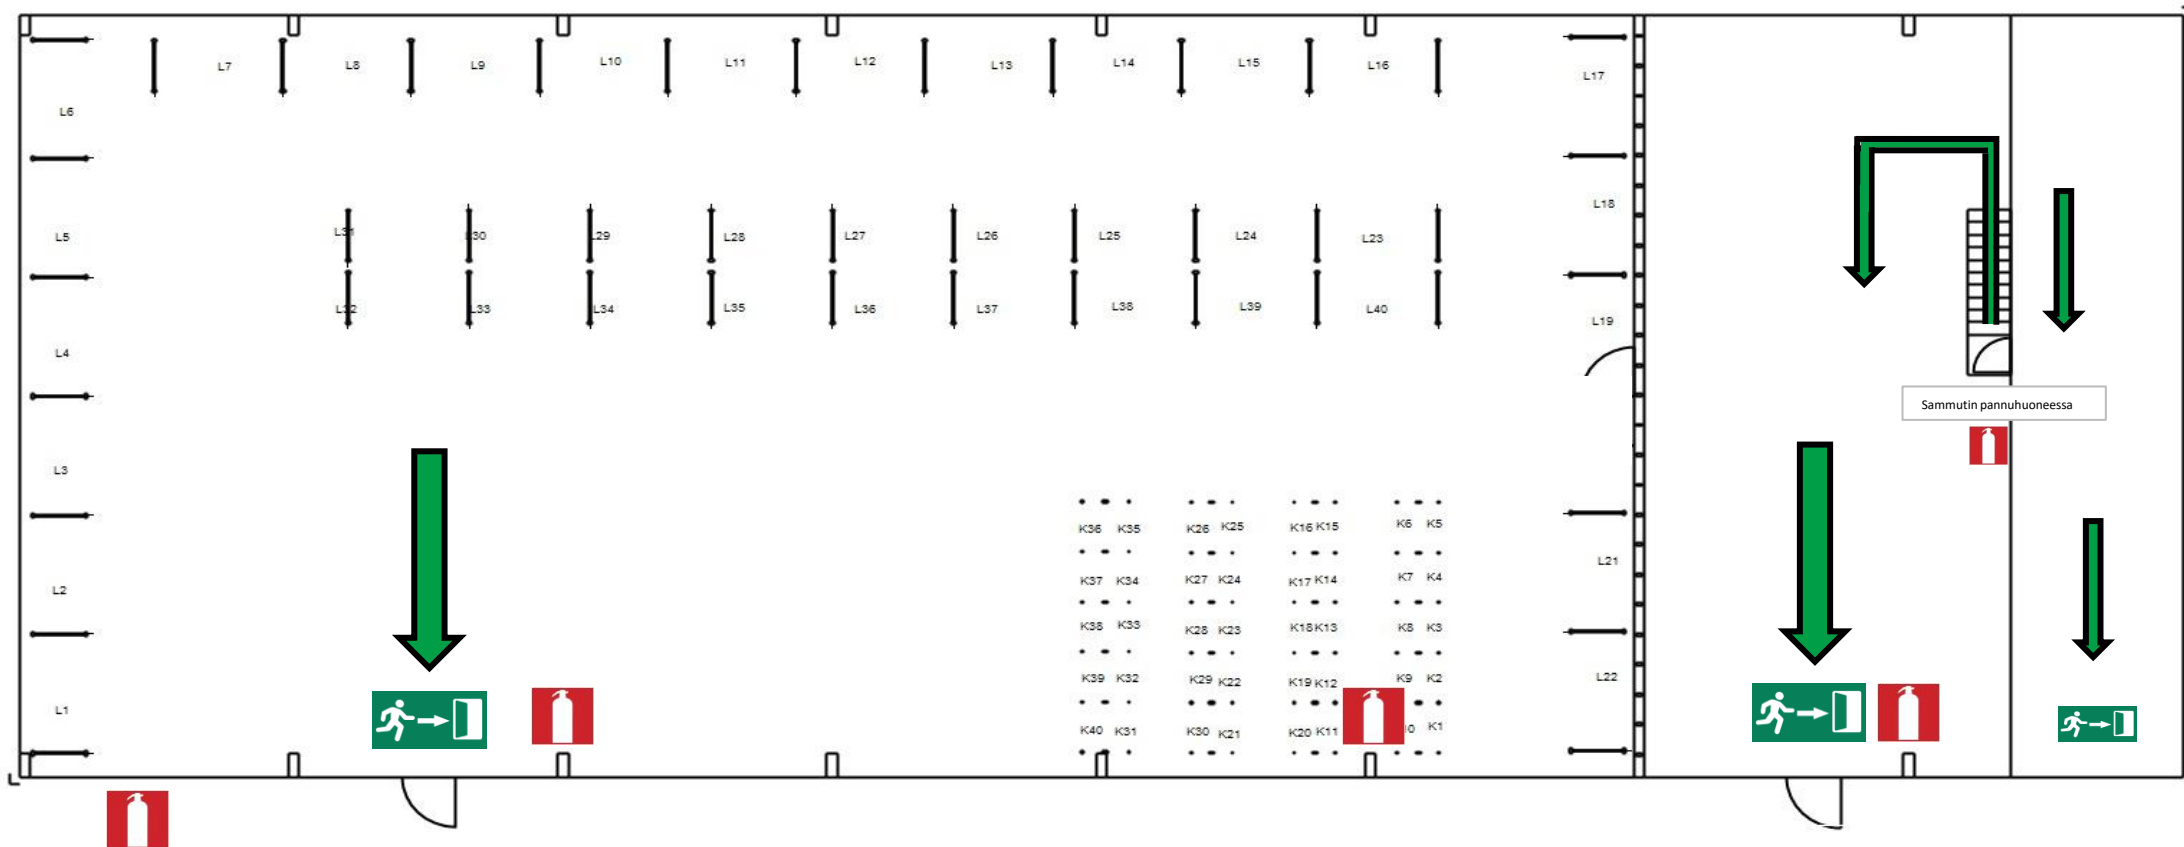 L7 L8 L9 L10 L11 L12 L13 L14 L15 L16 L17
L6
L18
L5 L31 L30 L29 L28 L27 L26 L25 L24 L23
L32 L33 L34 L35 L36 L37 L38 L39 L40 L19
L4
Sammutin pannuhuoneessa
L3
K36 K35 K26 K25 K16 K15 K6 K5
L21
L2 K37 K34 K27 K24 K17 K14 K7 K4
K38 K33 K28 K23 K18 K13 K8 K3
K39 K32 K29 K22 K19 K12 K9 K2 L22
L1
K40 K31 K30 K21 K20 K11 K1